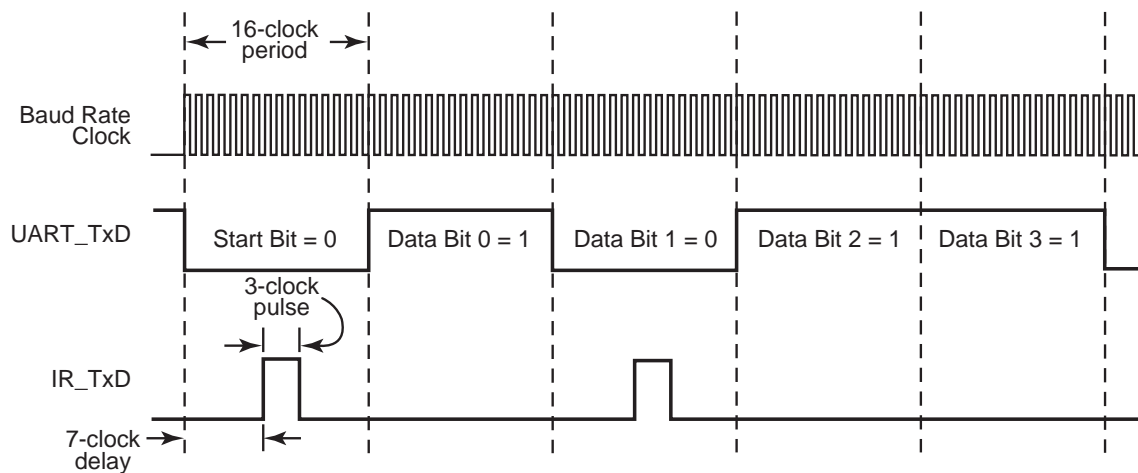 16-clock
period
Baud Rate
Clock
UART_TxD
Start Bit = 0
Data Bit 0 = 1
Data Bit 1 = 0
Data Bit 2 = 1
Data Bit 3 = 1
3-clock
pulse
IR_TxD
7-clock
delay